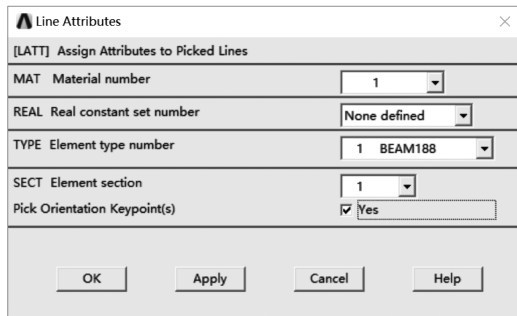 Line Attributes
[LATT] Assign Attributes to Picked Lines
MAT Material number 1
REAL Real constant set number None defined
TYPE Element type number 1 BEAM188
SECT Element section 1
Pick Orientation Keypoint(s) Yes
OK Apply Cancel Help